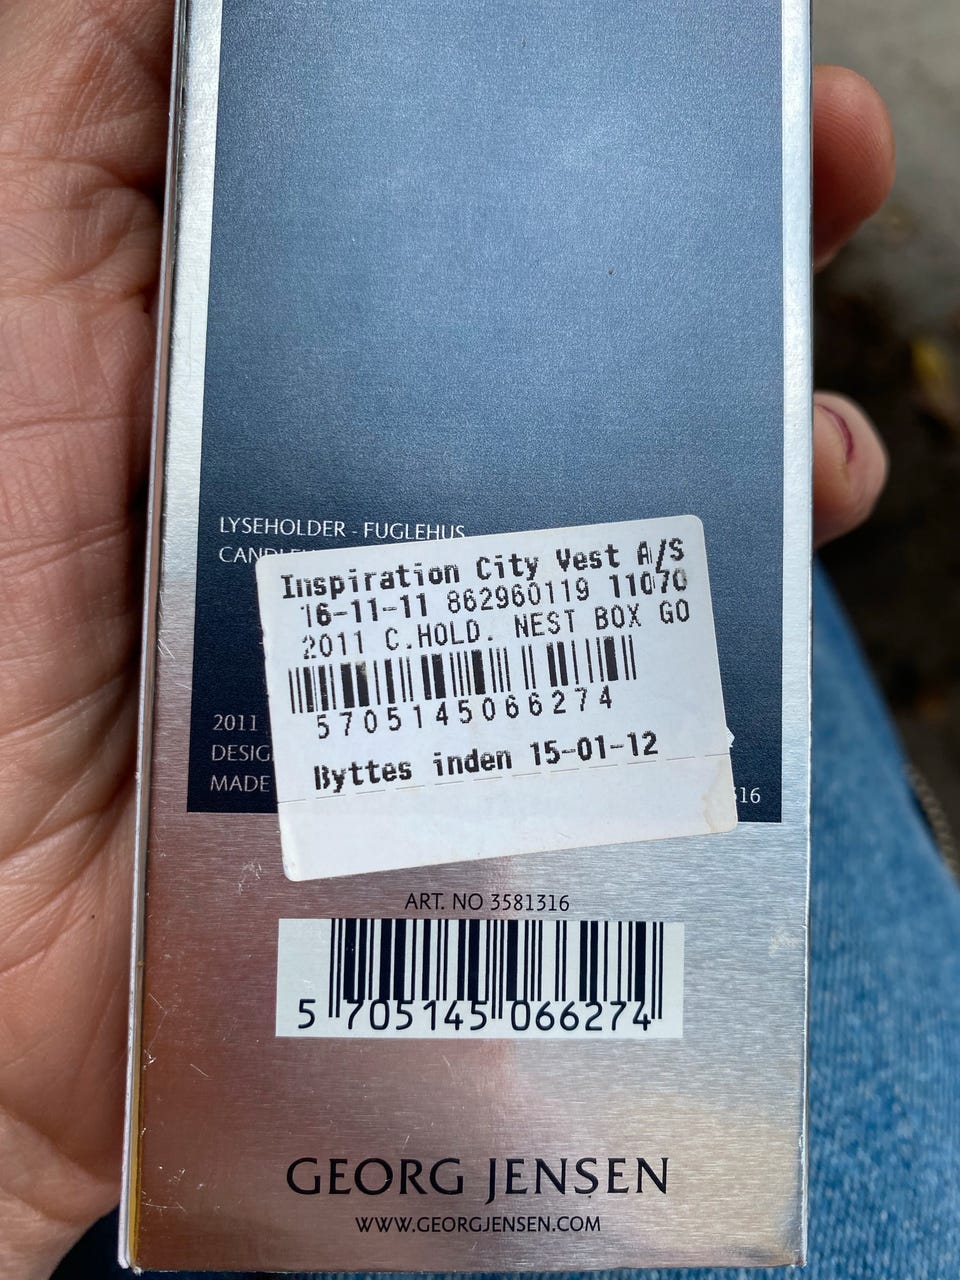 LYSEHOLDER - FUGLEHUS
Inspiration City Vest A/S
16-11-11 862960119 11070
2011 C.HOLD. NEST BOX GO
5705145066274
Byttes inden 15-01-12
2011
MADE
ART. NO 3581316
5 705145 066274
GEORG JENSEN
WWW.GEORGJENSEN.COM